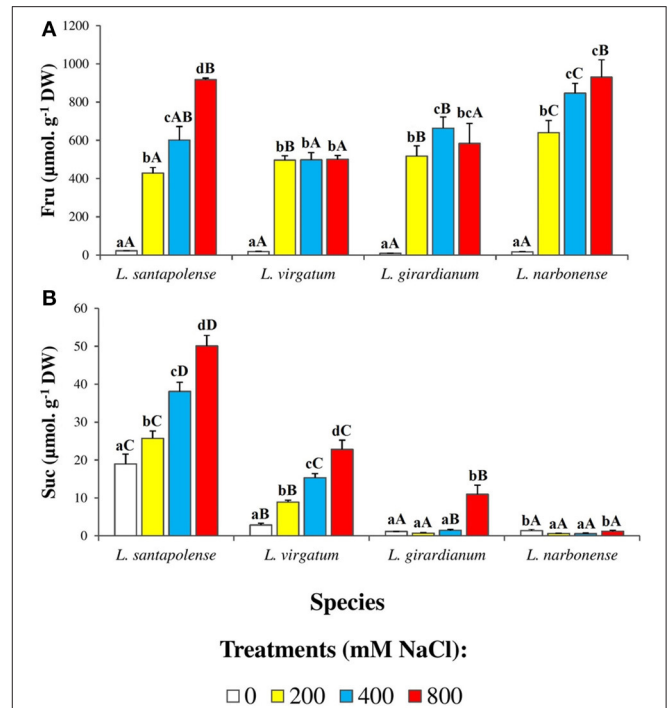 A
Fru (µmol. g-1 DW)
1200
1000
800
600
400
200
0
aA bA cAB dB
aA bB bA bA
aA bB cB bcA
aA bC cC cB
L. santapolense L. virgatum L. girardianum L. narbonense
B
Suc (µmol. g-1 DW)
60
50
40
30
20
10
0
aC bC cD dD
aB bB cC dC
aA aA aB bB
bA aA aA bA
L. santapolense L. virgatum L. girardianum L. narbonense
Species
Treatments (mM NaCl):
0 200 400 800